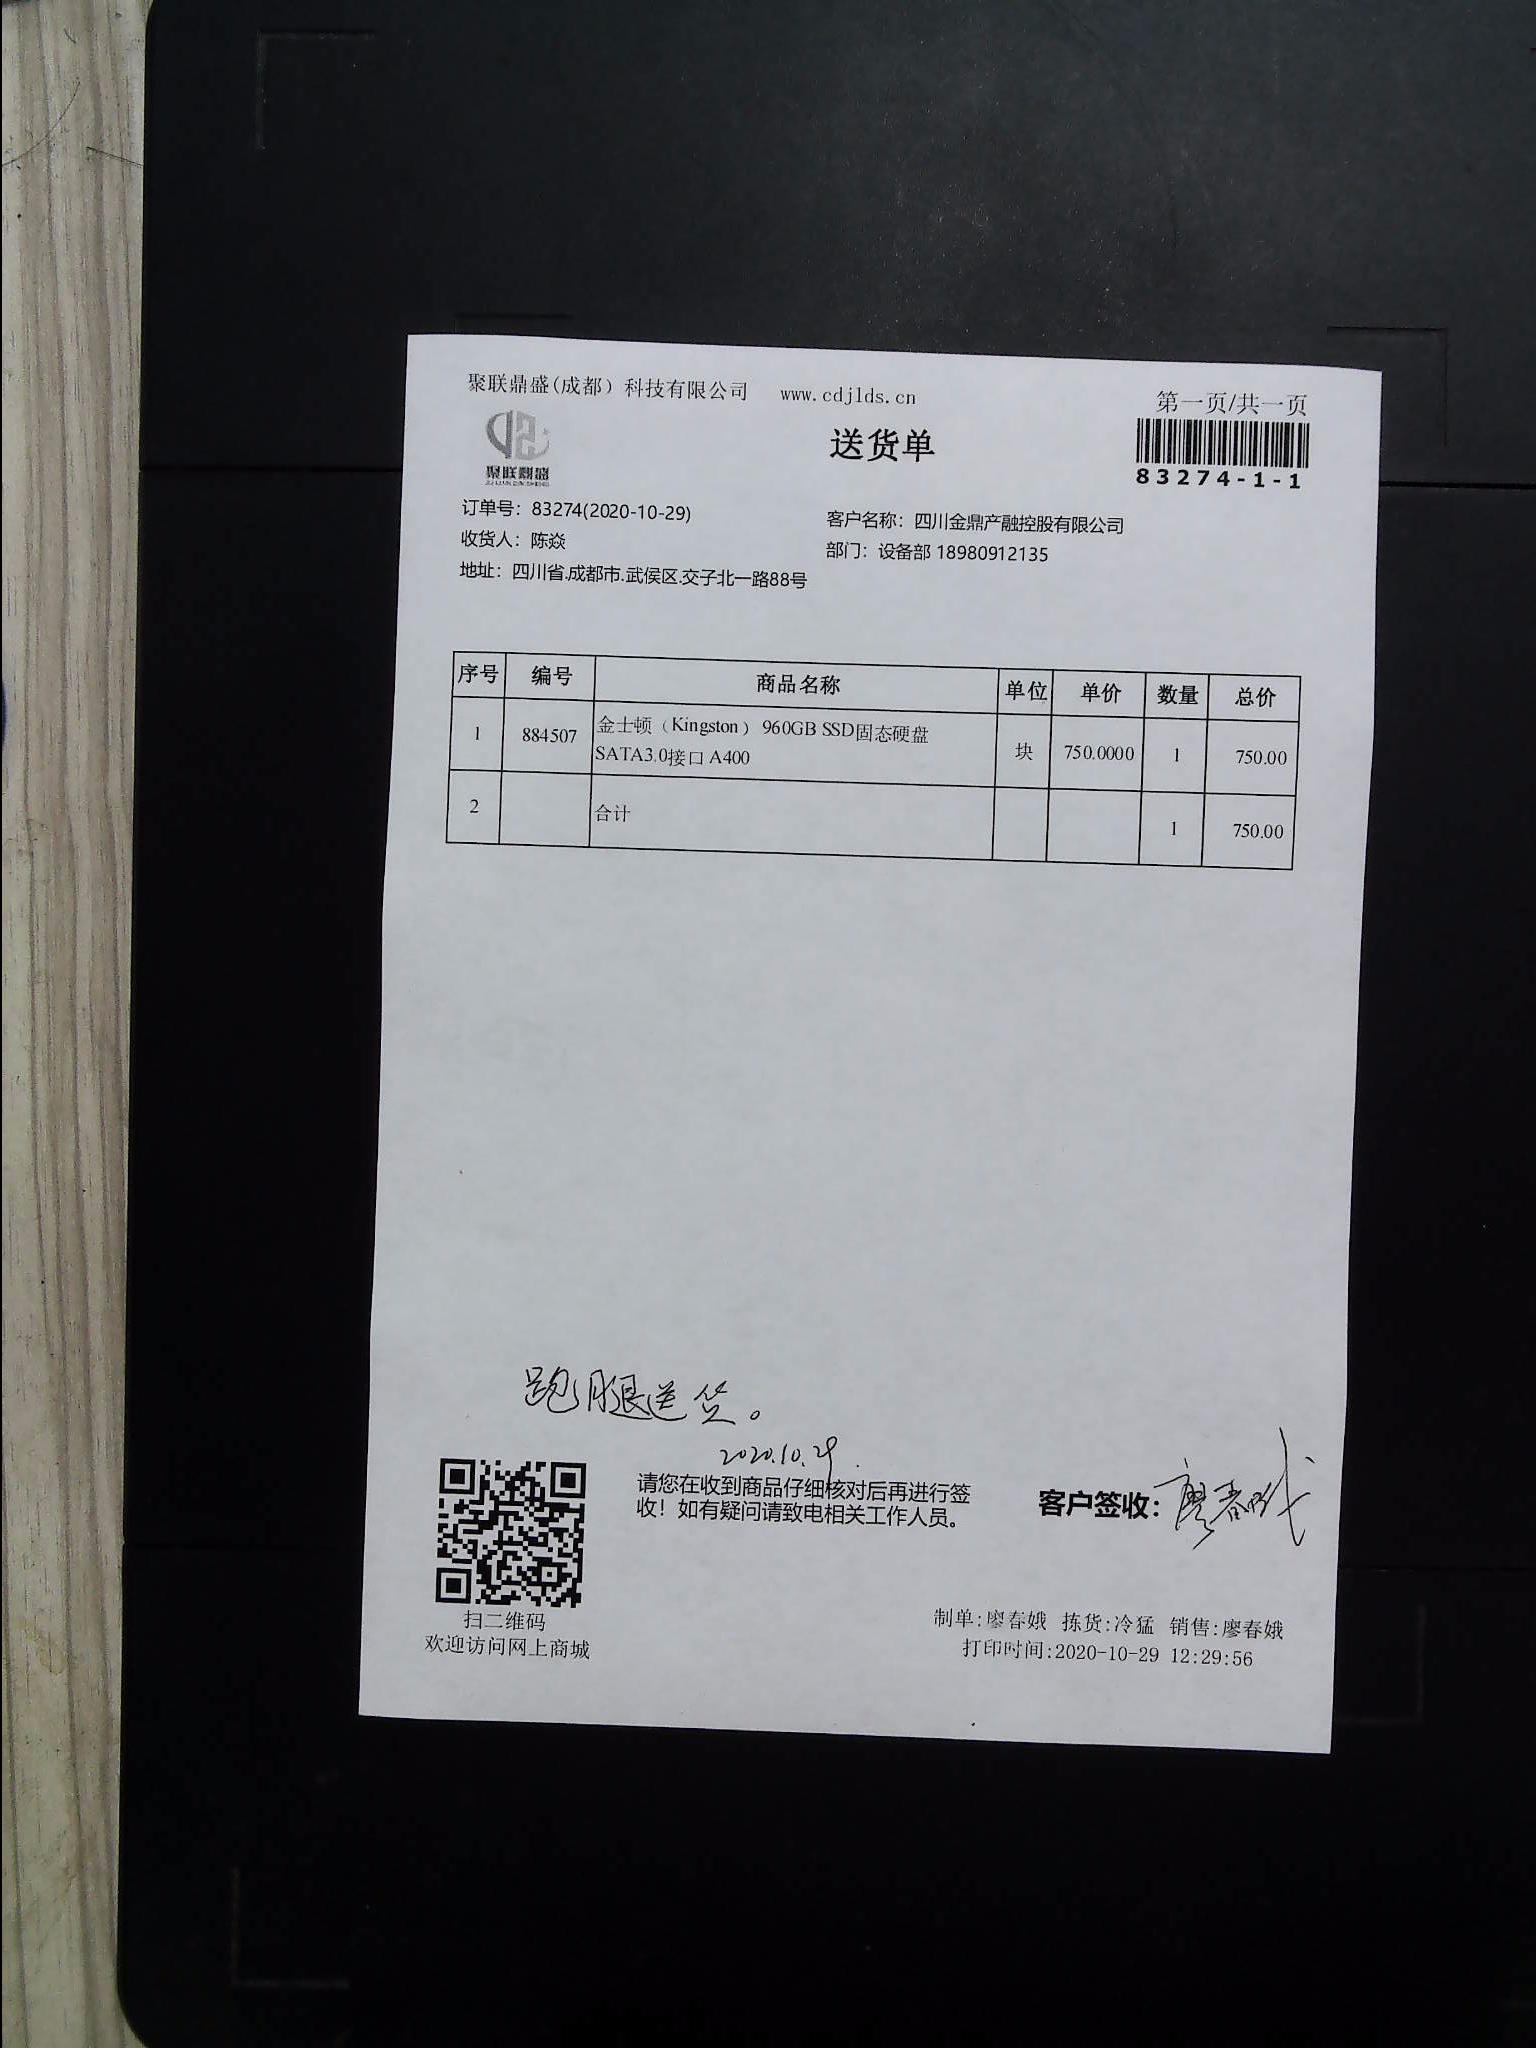 聚联鼎盛(成都）科技有限公司 www.cdjlds.cn
第一页/共一页
聚联鼎盛
送货单
83274-1-1
订单号：83274(2020-10-29)
客户名称：四川金鼎产融控股有限公司
收货人：陈焱
部门：设备部 18980912135
地址：四川省.成都市.武侯区.交子北一路88号
序号 编号 商品名称 单位 单价 数量 总价
1 884507 金士顿（Kingston） 960GB SSD固态硬盘
SATA3.0接口 A400 块 750.0000 1 750.00
2 合计 1 750.00
跑腿送货。
2020.10.29
请您在收到商品仔细核对后再进行签
收！如有疑问请致电相关工作人员。
客户签收：廖春娥
扫二维码
欢迎访问网上商城
制单:廖春娥 拣货:冷猛 销售:廖春娥
打印时间:2020-10-29 12:29:56